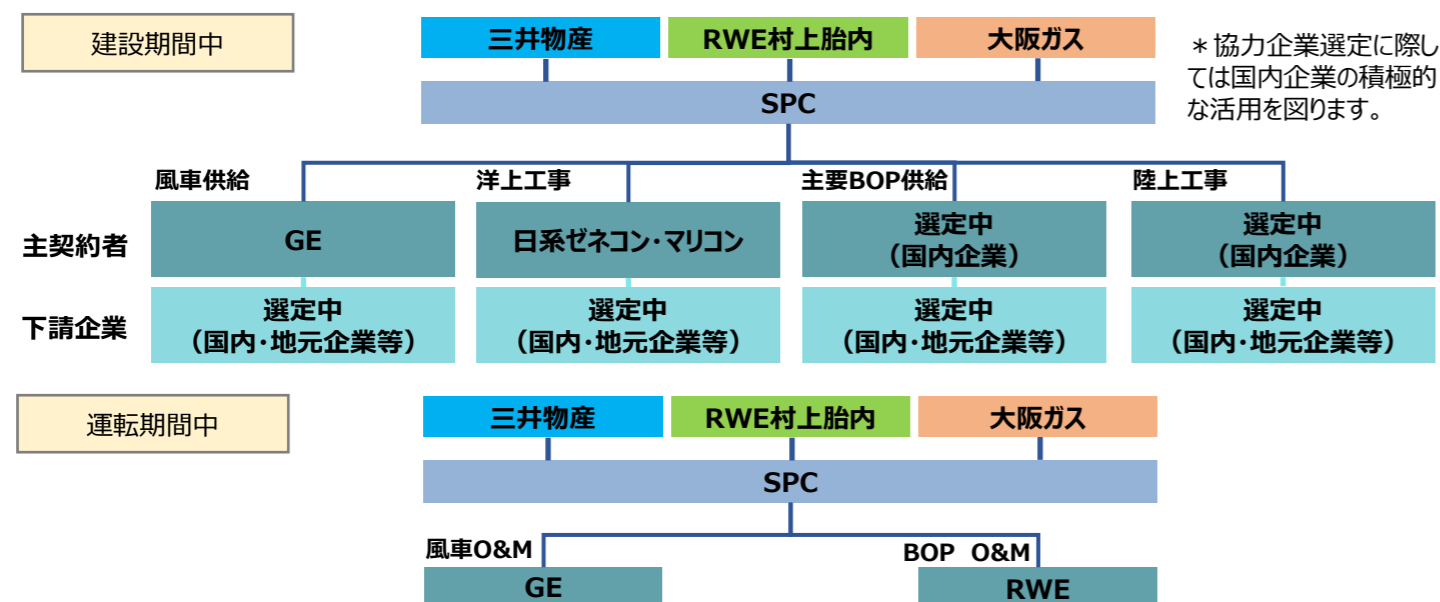 建設期間中
三井物産
RWE村上胎内
大阪ガス
＊協力企業選定に際し
ては国内企業の積極的
な活用を図ります。
SPC
風車供給
洋上工事
主要BOP供給
陸上工事
主契約者
GE
日系ゼネコン・マリコン
選定中
（国内企業）
選定中
（国内企業）
下請企業
選定中
（国内・地元企業等）
選定中
（国内・地元企業等）
選定中
（国内・地元企業等）
選定中
（国内・地元企業等）
運転期間中
三井物産
RWE村上胎内
大阪ガス
SPC
風車O&M
BOP O&M
GE
RWE